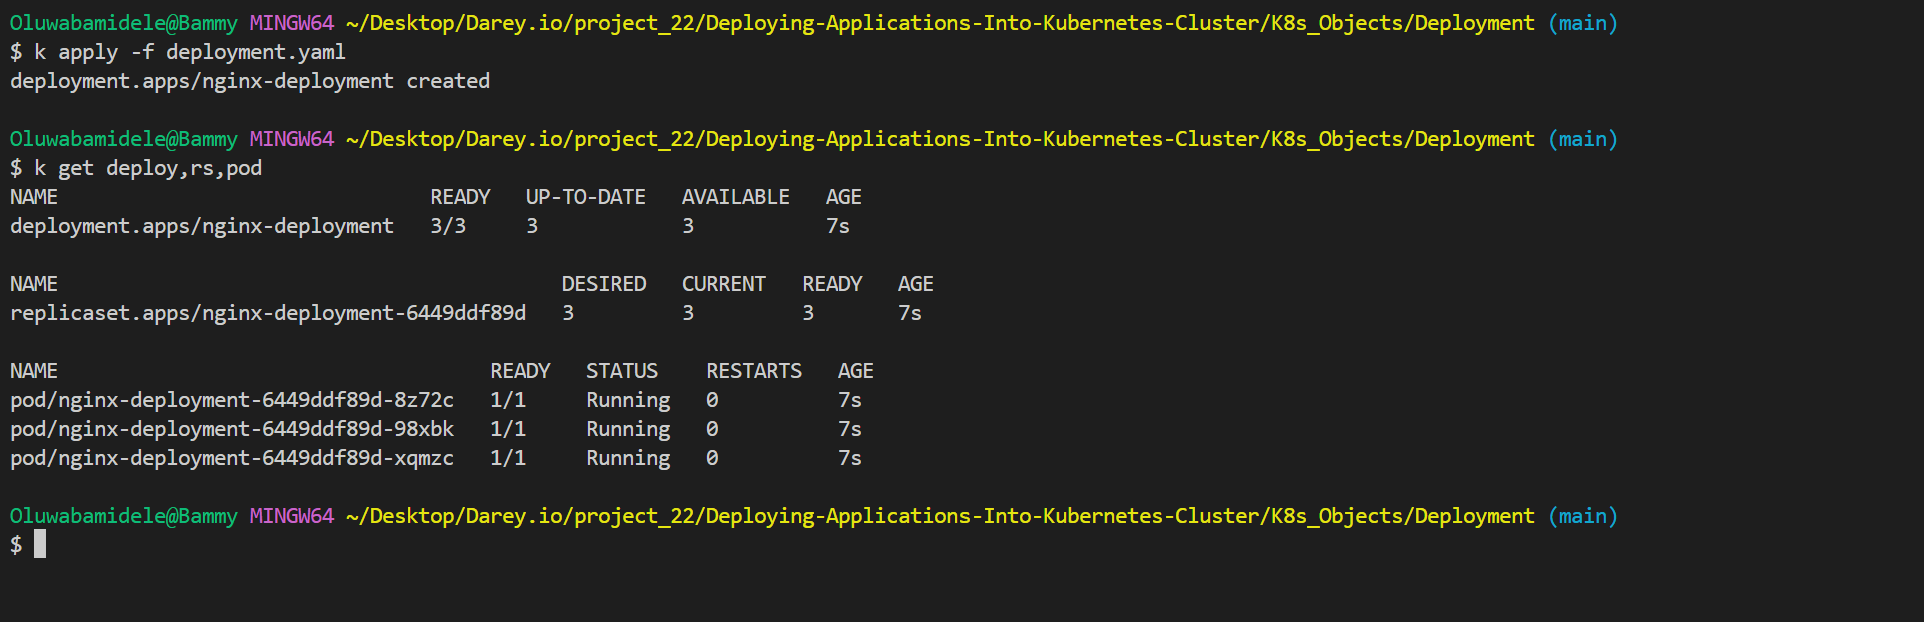 Oluwabamidele@Bammy MINGW64 ~/Desktop/Darey.io/project_22/Deploying-Applications-Into-Kubernetes-Cluster/K8s_Objects/Deployment (main)
$ k apply -f deployment.yaml
deployment.apps/nginx-deployment created
Oluwabamidele@Bammy MINGW64 ~/Desktop/Darey.io/project_22/Deploying-Applications-Into-Kubernetes-Cluster/K8s_Objects/Deployment (main)
$ k get deploy,rs,pod
NAME READY UP-TO-DATE AVAILABLE AGE
deployment.apps/nginx-deployment 3/3 3 3 7s
NAME DESIRED CURRENT READY AGE
replicaset.apps/nginx-deployment-6449ddf89d 3 3 3 7s
NAME READY STATUS RESTARTS AGE
pod/nginx-deployment-6449ddf89d-8z72c 1/1 Running 0 7s
pod/nginx-deployment-6449ddf89d-98xbk 1/1 Running 0 7s
pod/nginx-deployment-6449ddf89d-xqmzc 1/1 Running 0 7s
Oluwabamidele@Bammy MINGW64 ~/Desktop/Darey.io/project_22/Deploying-Applications-Into-Kubernetes-Cluster/K8s_Objects/Deployment (main)
$